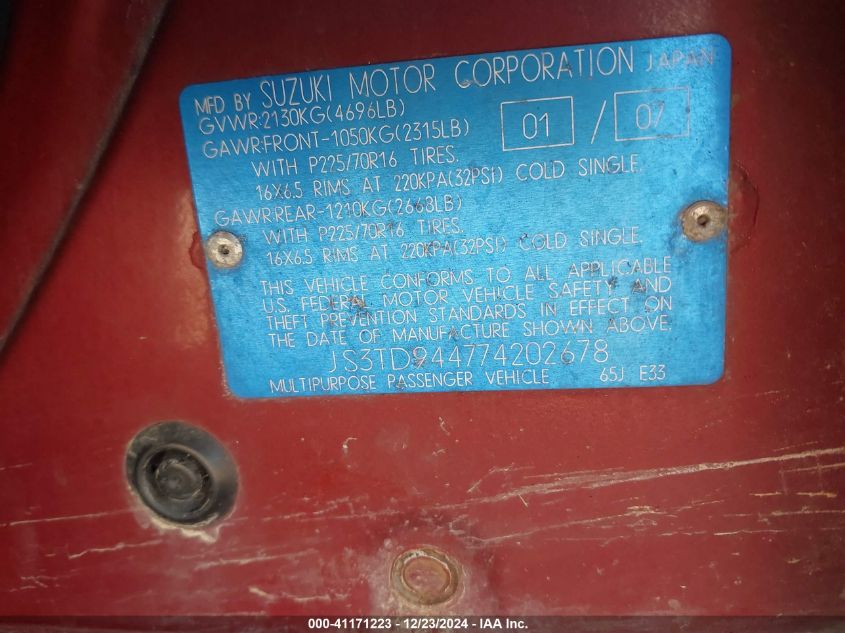 MFD BY SUZUKI MOTOR CORPORATION JAPAN
GVWR:2130KG(4696LB)
01 / 07
GAWR:FRONT-1050KG(2315LB)
WITH P225/70R16 TIRES.
16X6.5 RIMS AT 220KPA(32PSI) COLD SINGLE.
GAWR:REAR-1210KG(2668LB)
WITH P225/70R16 TIRES.
16X6.5 RIMS AT 220KPA(32PSI) COLD SINGLE.
THIS VEHICLE CONFORMS TO ALL APPLICABLE
U.S. FEDERAL MOTOR VEHICLE SAFETY AND
THEFT PREVENTION STANDARDS IN EFFECT ON
THE DATE OF MANUFACTURE SHOWN ABOVE.
JS3TD944774202678
MULTIPURPOSE PASSENGER VEHICLE 65J E33
000-41171223 - 12/23/2024 - IAA Inc.